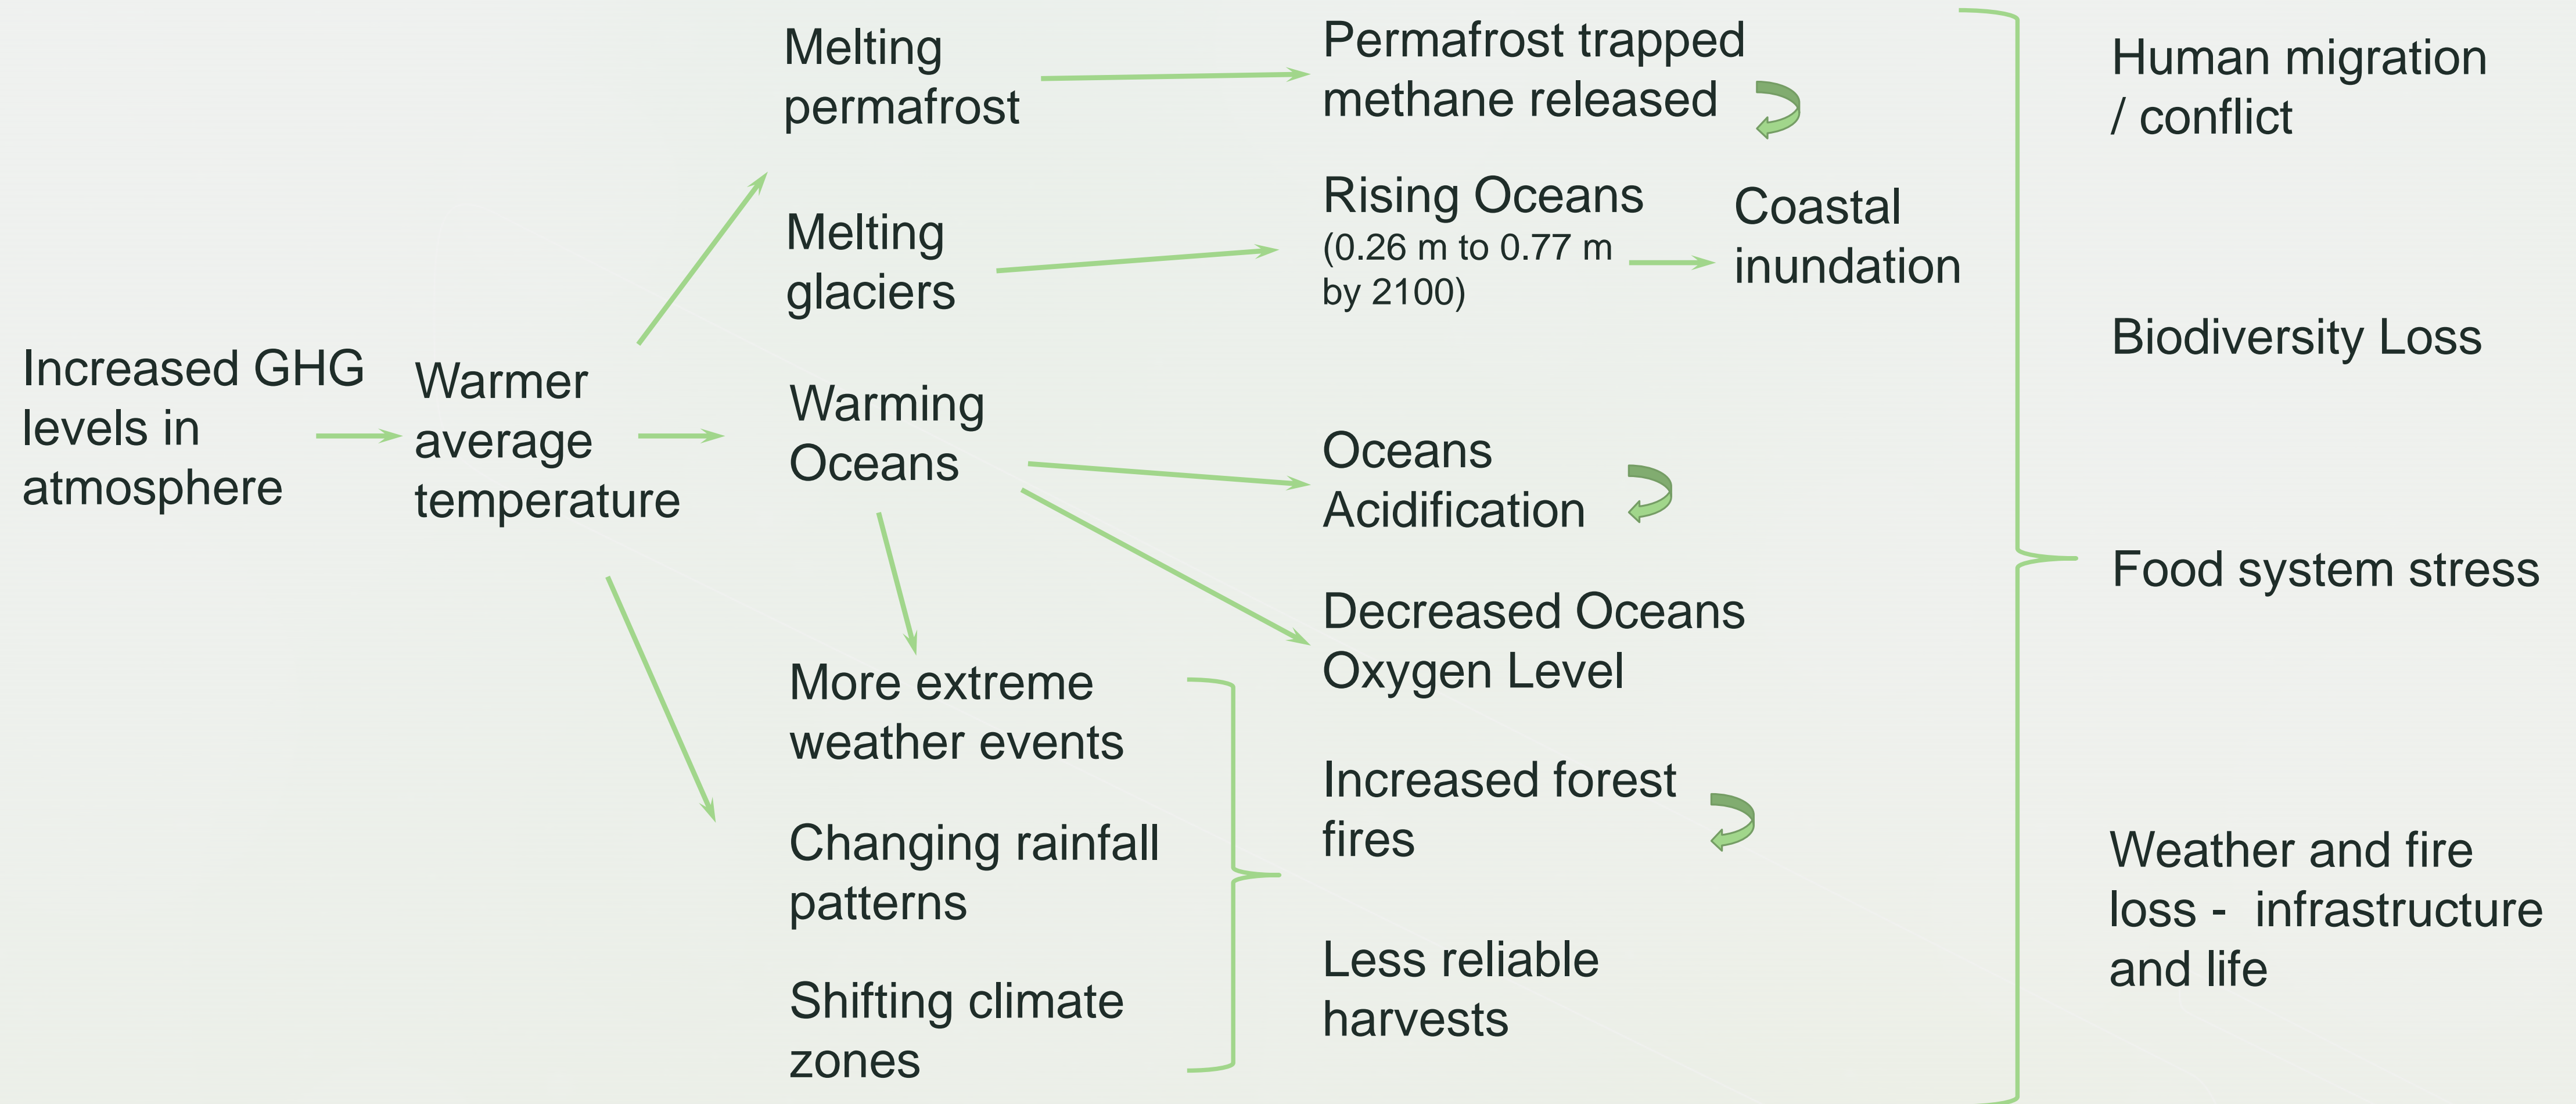 Increased GHG
levels in
atmosphere
Warmer
average
temperature
Melting
permafrost
Melting
glaciers
Warming
Oceans
More extreme
weather events
Changing rainfall
patterns
Shifting climate
zones
Permafrost trapped
methane released
Rising Oceans
(0.26 m to 0.77 m
by 2100)
Coastal
inundation
Oceans
Acidification
Decreased Oceans
Oxygen Level
Increased forest
fires
Less reliable
harvests
Human migration
/ conflict
Biodiversity Loss
Food system stress
Weather and fire
loss -  infrastructure
and life